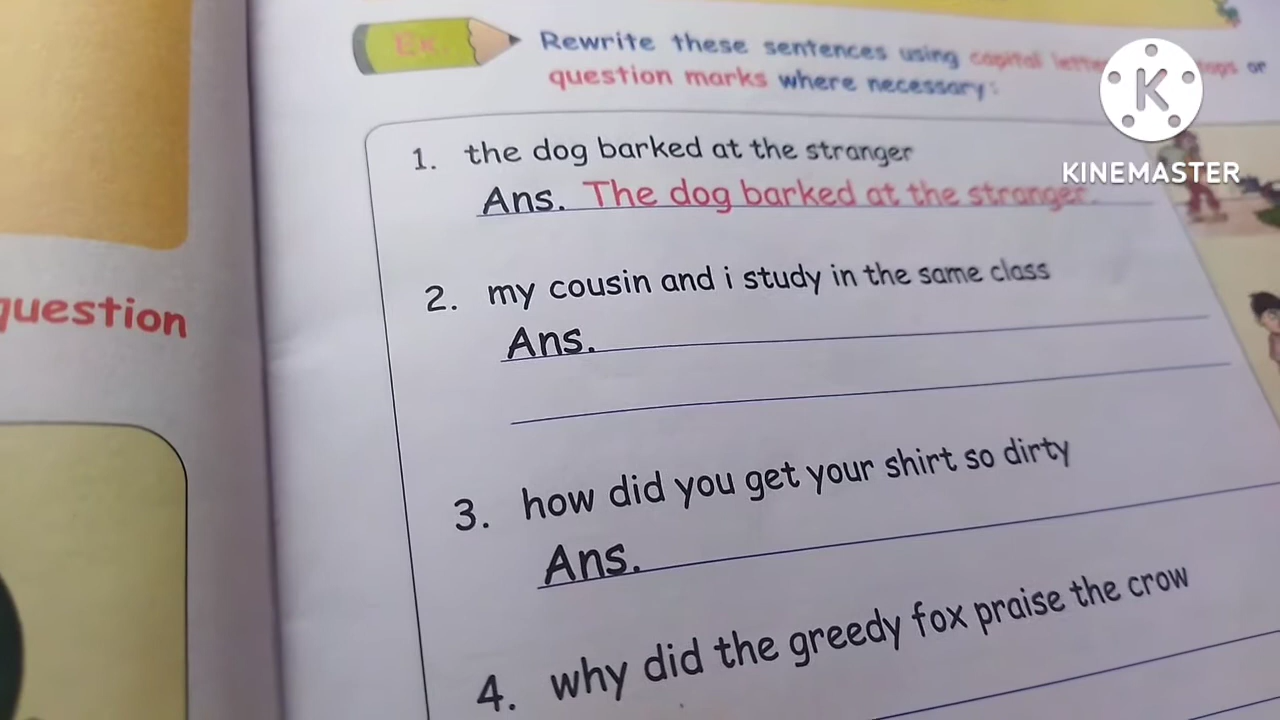 Ex.
Rewrite these sentences using capital
question marks where necessary:
KINEMASTER
1. the dog barked at the stranger
Ans. The dog barked at the stranger.
2. my cousin and i study in the same class
Ans.
question
3. how did you get your shirt so dirty
Ans.
4. why did the greedy fox praise the crow